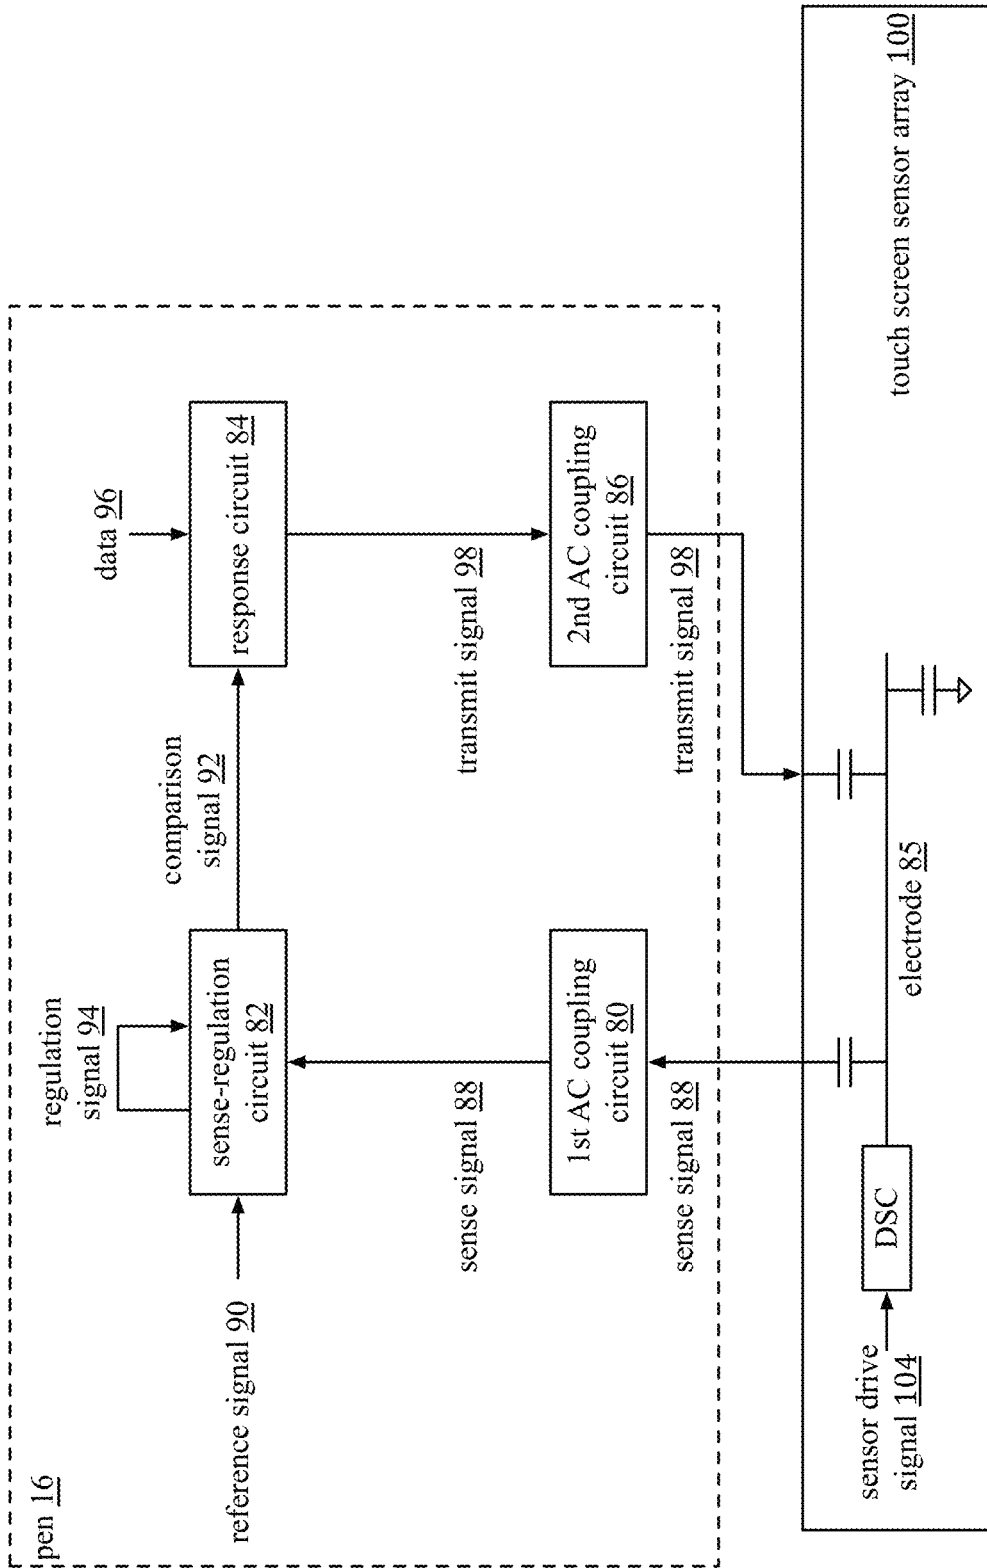 pen 16
regulation
signal 94
data 96
reference signal 90
sense-regulation
circuit 82
comparison
signal 92
response circuit 84
sense signal 88
transmit signal 98
1st AC coupling
circuit 80
2nd AC coupling
circuit 86
sense signal 88
transmit signal 98
sensor drive
signal 104
DSC
electrode 85
touch screen sensor array 100